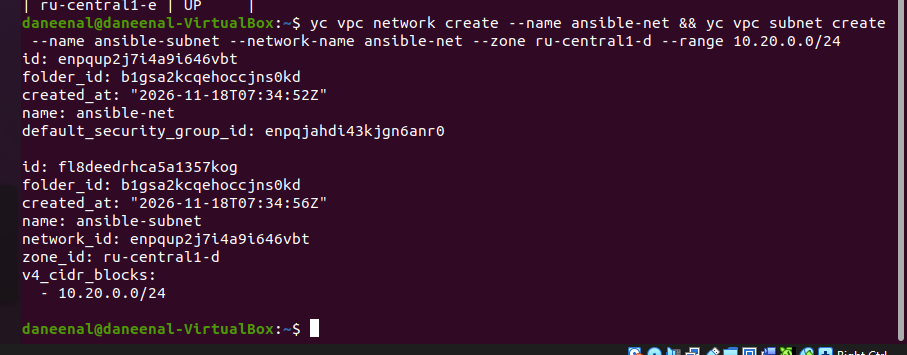 | ru-central1-e | UP     |
daneenal@daneenal-VirtualBox:~$ yc vpc network create --name ansible-net && yc vpc subnet create
 --name ansible-subnet --network-name ansible-net --zone ru-central1-d --range 10.20.0.0/24
id: enpqup2j7i4a9i646vbt
folder_id: b1gsa2kcqehoccjns0kd
created_at: "2026-11-18T07:34:52Z"
name: ansible-net
default_security_group_id: enpqjahdi43kjgn6anr0

id: fl8deedrhca5a1357kog
folder_id: b1gsa2kcqehoccjns0kd
created_at: "2026-11-18T07:34:56Z"
name: ansible-subnet
network_id: enpqup2j7i4a9i646vbt
zone_id: ru-central1-d
v4_cidr_blocks:
  - 10.20.0.0/24

daneenal@daneenal-VirtualBox:~$
Right Ctrl